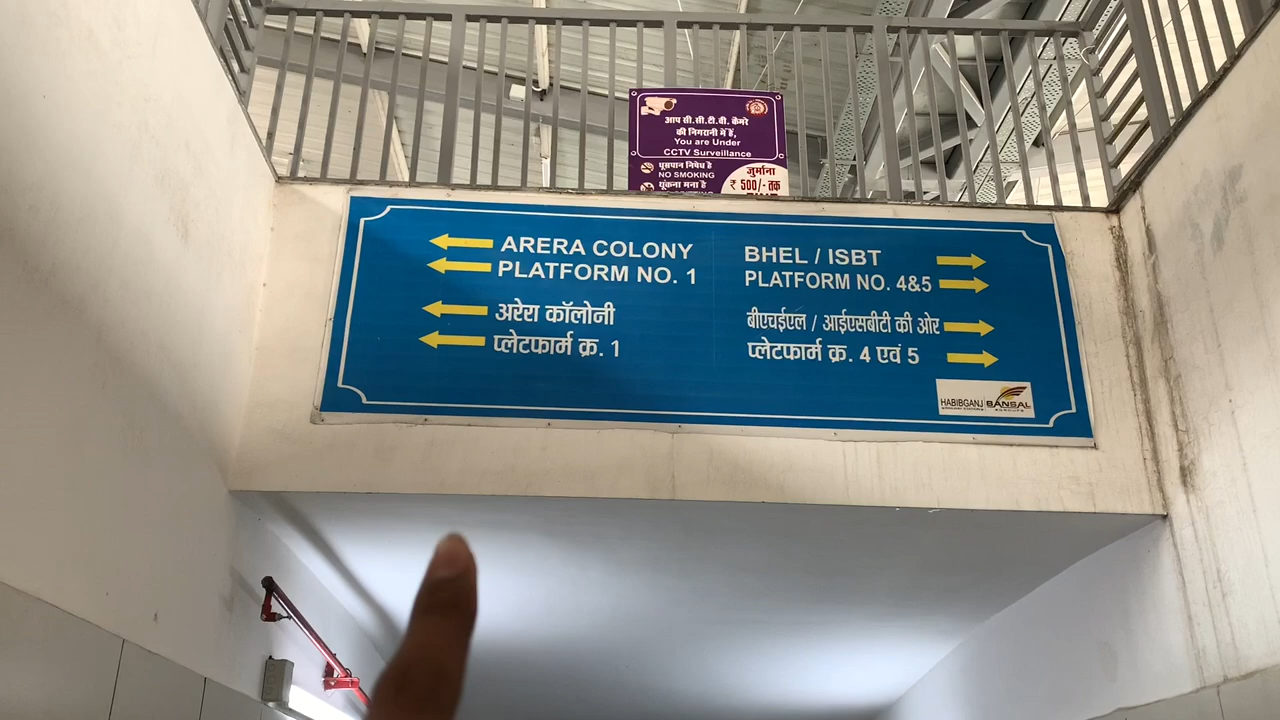 आप सी.सी.टी.वी. कैमरे
की निगरानी में हैं,
You are Under
CCTV Surveillance
धूम्रपान निषेध है
NO SMOKING
थूंकना मना है
जुर्माना
₹ 500/- तक
ARERA COLONY
PLATFORM NO. 1
अरेरा कॉलोनी
प्लेटफार्म क्र. 1
BHEL / ISBT
PLATFORM NO. 4&5
बीएचईएल / आईएसबीटी की ओर
प्लेटफार्म क्र. 4 एवं 5
HABIBGANJ
BANSAL